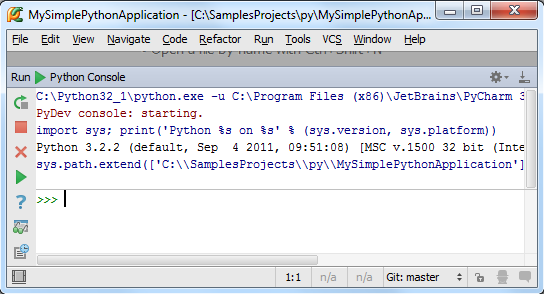 MySimplePythonApplication - [C:\SamplesProjects\py\MySimplePythonAp...
File Edit View Navigate Code Refactor Run Tools VCS Window Help
Open a file by name with Ctrl+Shift+N
Run Python Console
C:\Python32_1\python.exe -u C:\Program Files (x86)\JetBrains\PyCharm 3
PyDev console: starting.
import sys; print('Python %s on %s' % (sys.version, sys.platform))
Python 3.2.2 (default, Sep  4 2011, 09:51:08) [MSC v.1500 32 bit (Inte
sys.path.extend(['C:\\SamplesProjects\\py\\MySimplePythonApplication']
>>>
1:1 n/a n/a Git: master